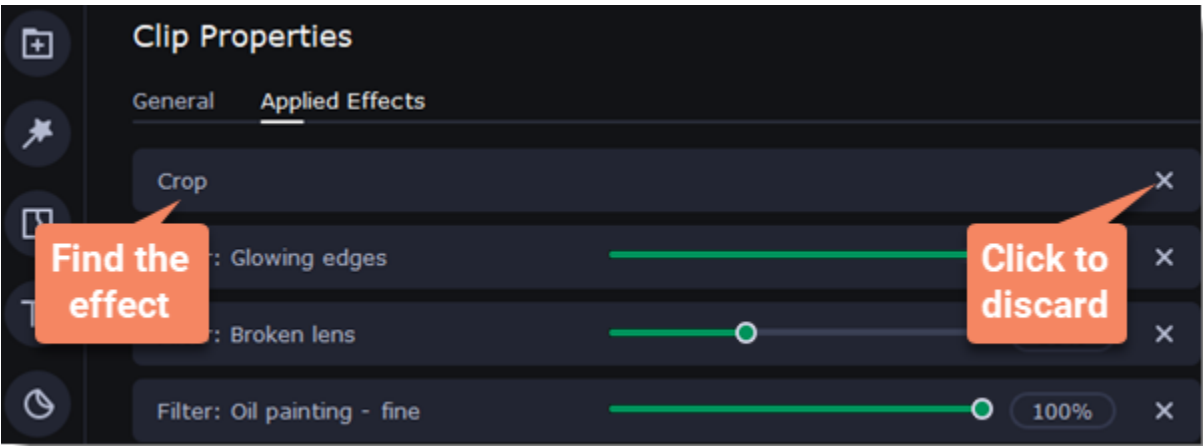 Clip Properties
General Applied Effects
Crop ×
Find the
effect
: Glowing edges ×
Click to
discard
: Broken lens ×
Filter: Oil painting - fine 100% ×